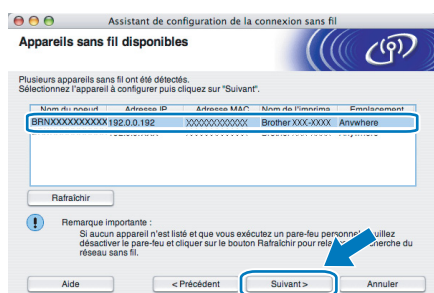 Assistant de configuration de la connexion sans fil
Appareils sans fil disponibles
Plusieurs appareils sans fil ont été détectés.
Sélectionnez l'appareil à configurer puis cliquez sur "Suivant".
Nom du noeud Adresse IP Adresse MAC Nom de l'imprima Emplacement
BRNXXXXXXXXXX 192.0.0.192 XXXXXXXXXXXX Brother XXX-XXXX Anywhere
Rafraîchir
Remarque importante :
Si aucun appareil n'est listé et que vous exécutez un pare-feu personnel
désactiver le pare-feu et cliquer sur le bouton Rafraîchir pour du
réseau sans fil.
Aide < Précédent Suivant > Annuler